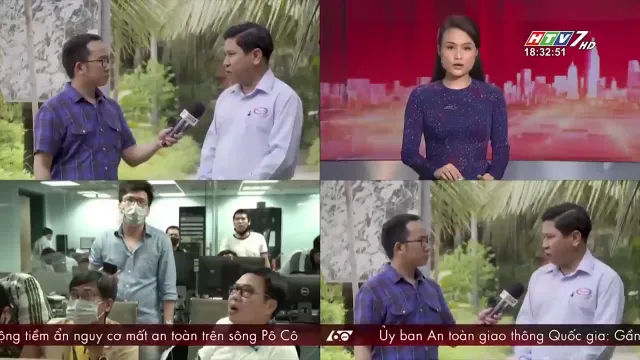 HTV7 HD
18:32:51
ộng tiềm ẩn nguy cơ mất an toàn trên sông Pô Cô
Ủy ban An toàn giao thông Quốc gia: Gần